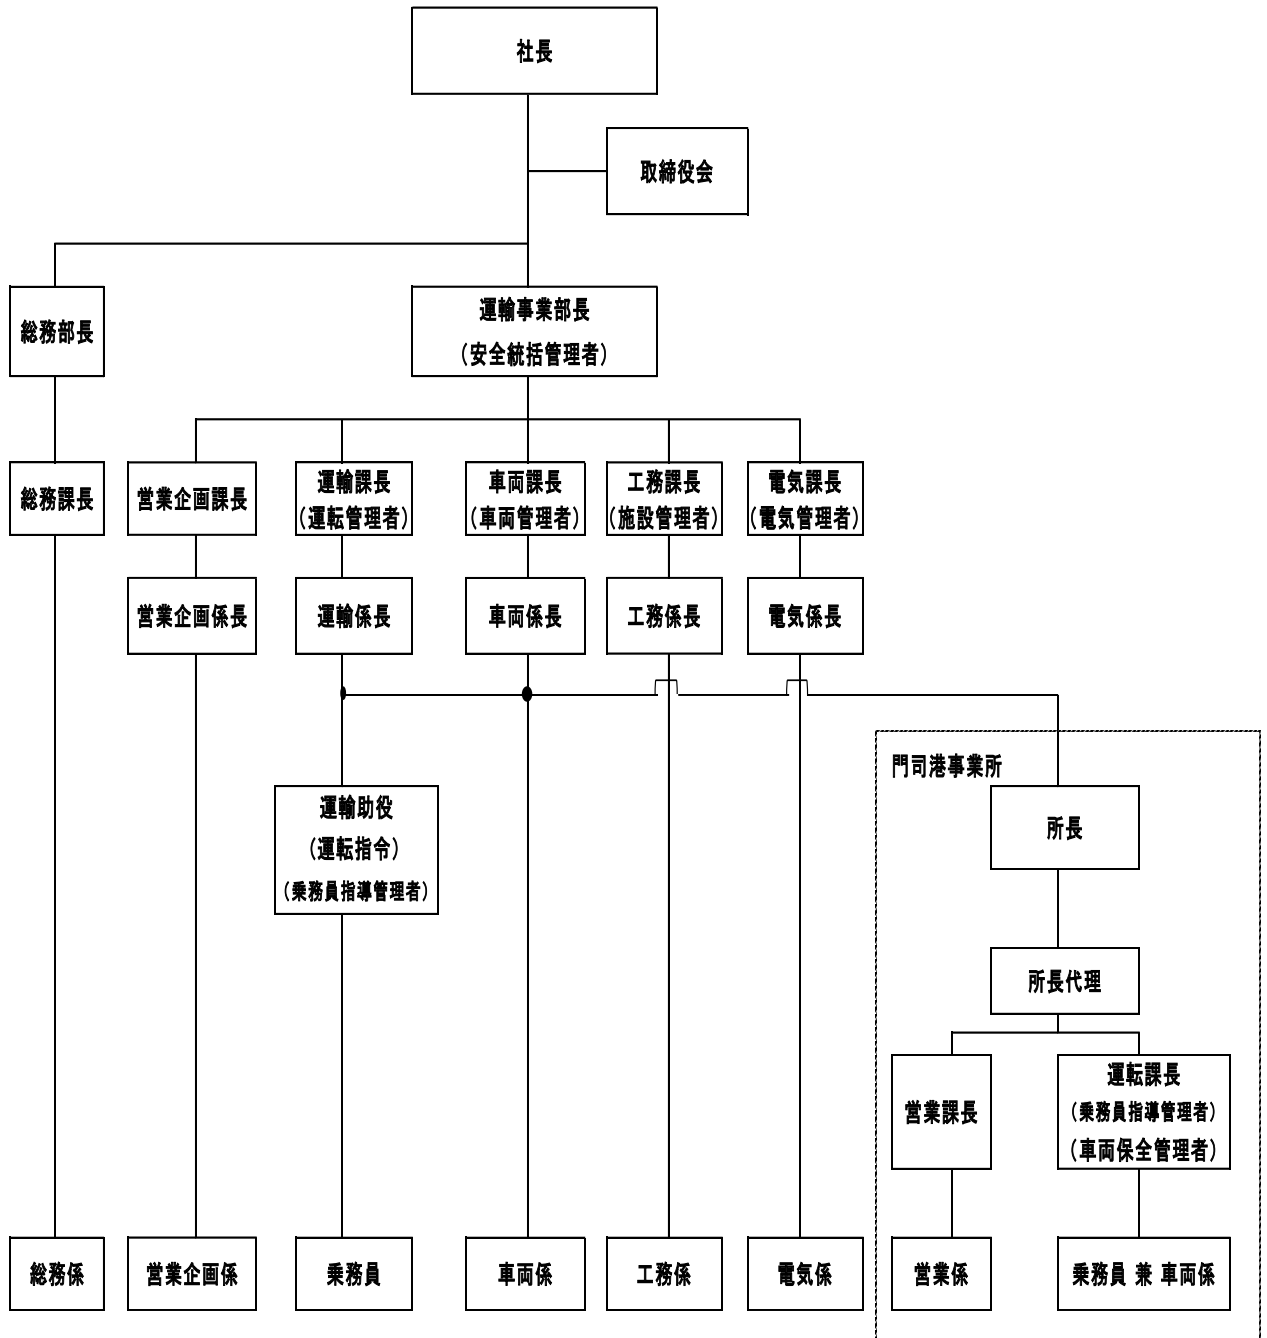 社長
取締役会
総務部長
運輸事業部長
（安全統括管理者）
総務課長
営業企画課長
運輸課長
（運転管理者）
車両課長
（車両管理者）
工務課長
（施設管理者）
電気課長
（電気管理者）
営業企画係長
運輸係長
車両係長
工務係長
電気係長
門司港事業所
運輸助役
（運転指令）
（乗務員指導管理者）
所長
所長代理
営業課長
運転課長
（乗務員指導管理者）
（車両保全管理者）
総務係
営業企画係
乗務員
車両係
工務係
電気係
営業係
乗務員 兼 車両係